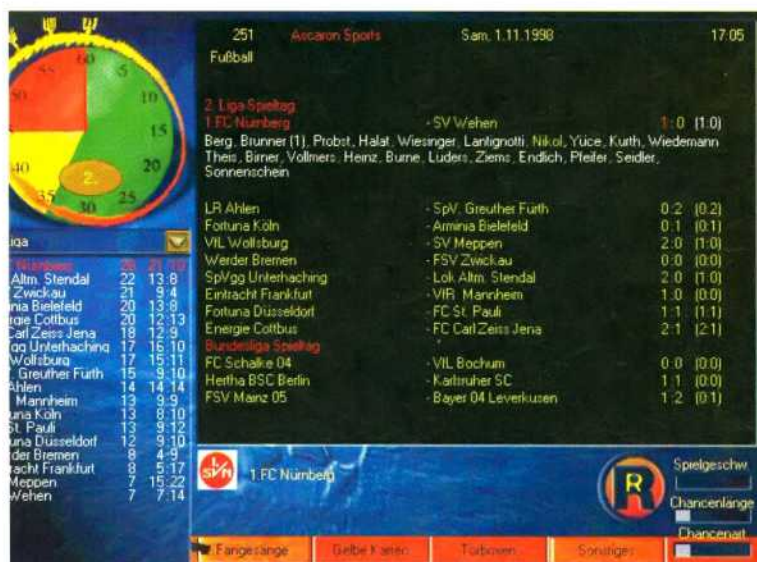 251 Ascaron Sports Sam, 1.11.1998 17:05
Fußball
2. Liga Spieltag
1 FC Nürnberg - SV Wehen 1:0 (1:0)
Berg, Brunner (1), Probst, Halat, Wiesinger, Lantignotti, Nikol, Yüce, Kurth, Wiedemann
Theis, Birner, Vollmers, Heinz, Burne, Lüders, Ziems, Endlich, Pfeifer, Seidler,
Sonnenschein
LR Ahlen - SpV. Greuther Fürth 0:2 (0:2)
Fortuna Köln - Arminia Bielefeld 0:1 (0:1)
VfL Wolfsburg - SV Meppen 2:0 (1:0)
Werder Bremen - FSV Zwickau 0:0 (0:0)
SpVgg Unterhaching - Lok Altm. Stendal 2:0 (1:0)
Eintracht Frankfurt - VfR Mannheim 1:0 (0:0)
Fortuna Düsseldorf - FC St. Pauli 1:1 (1:1)
Energie Cottbus - FC Carl Zeiss Jena 2:1 (2:1)
Bundesliga Spieltag
FC Schalke 04 - VfL Bochum 0:0 (0:0)
Hertha BSC Berlin - Karlsruher SC 1:1 (0:0)
FSV Mainz 05 - Bayer 04 Leverkusen 1:2 (0:1)
60
55
5
10
15
20
25
30
35
40
2.
iga
Nürnberg
Altm. Stendal 22 13:8
Zwickau 21 9:4
inia Bielefeld 20 13:8
ergie Cottbus 20 12:13
Carl Zeiss Jena 18 12:9
gg Unterhaching 17 16:10
Wolfsburg 17 15:11
Greuther Fürth 15 9:10
Ahlen 14 14:14
Mannheim 13 9:9
una Köln 13 8:10
St. Pauli 13 9:12
una Düsseldorf 12 9:10
der Bremen 8 4:9
racht Frankfurt 8 5:17
Meppen 7 15:22
Wehen 7 7:14
1 FC Nürnberg
R
Spielgeschw.
Chancenlänge
Chancenart
Fangesänge Gelbe Karten Torboxen Sonstiges